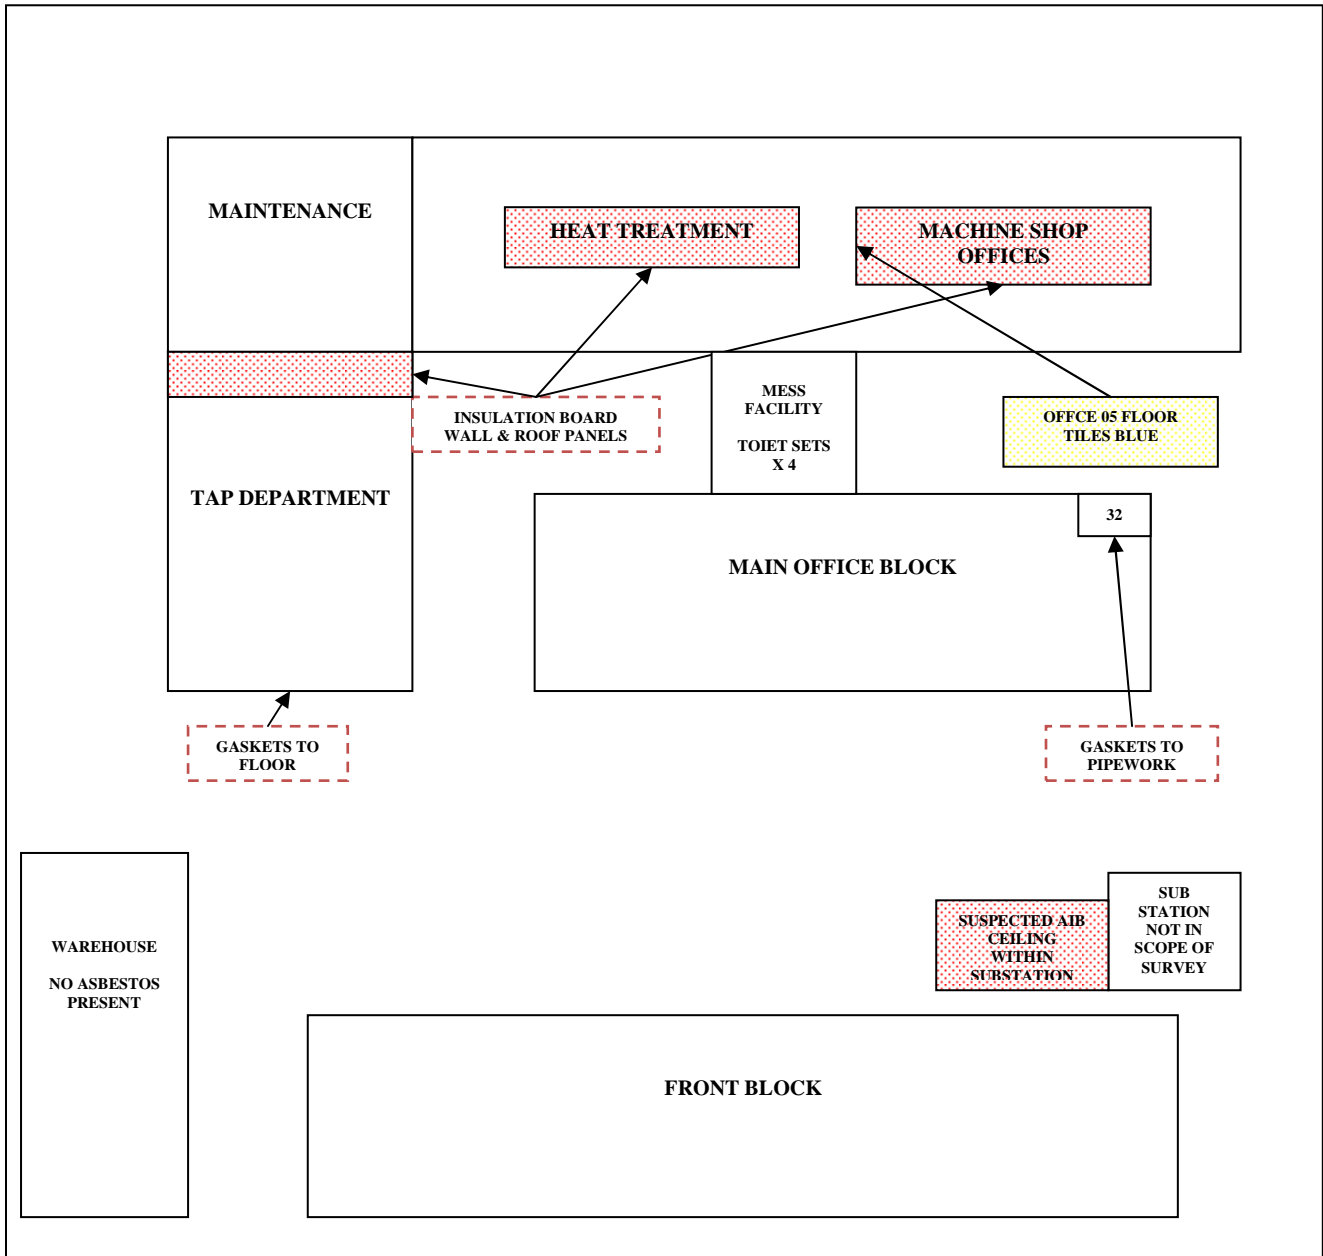 MAINTENANCE
HEAT TREATMENT
MACHINE SHOP
OFFICES
INSULATION BOARD
WALL & ROOF PANELS
MESS
FACILITY
TOIET SETS
X 4
OFFCE 05 FLOOR
TILES BLUE
TAP DEPARTMENT
32
MAIN OFFICE BLOCK
GASKETS TO
FLOOR
GASKETS TO
PIPEWORK
WAREHOUSE
NO ASBESTOS
PRESENT
SUSPECTED AIB
CEILING
WITHIN
SUBSTATION
SUB
STATION
NOT IN
SCOPE OF
SURVEY
FRONT BLOCK